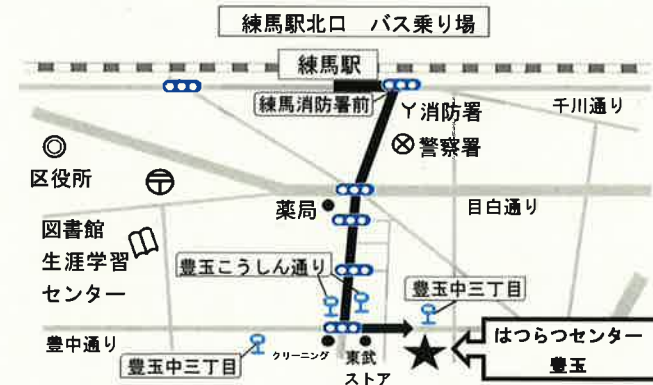 練馬駅北口　バス乗り場
練馬駅
練馬消防署前
消防署
千川通り
警察署
区役所
薬局
目白通り
図書館
生涯学習
センター
豊玉こうしん通り
豊玉中三丁目
豊中通り
豊玉中三丁目
クリーニング
東武
ストア
はつらつセンター
豊玉